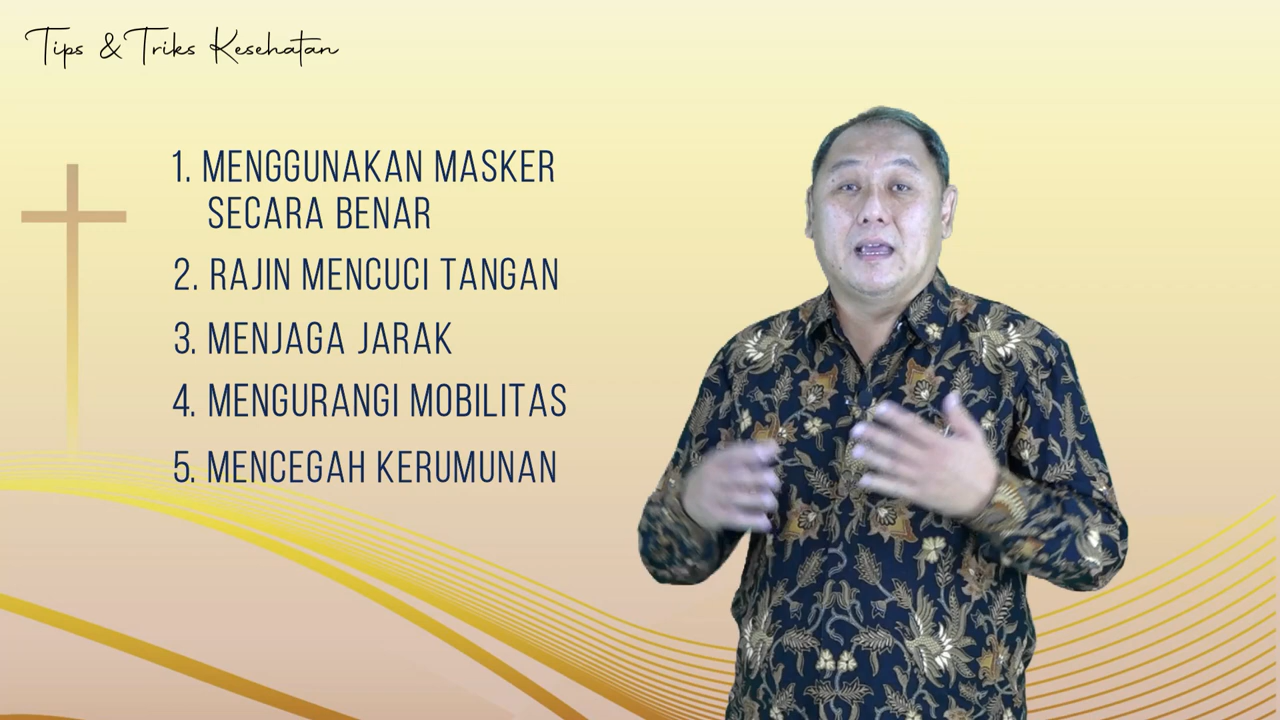 Tips & Triks Kesehatan
1. MENGGUNAKAN MASKER
SECARA BENAR
2. RAJIN MENCUCI TANGAN
3. MENJAGA JARAK
4. MENGURANGI MOBILITAS
5. MENCEGAH KERUMUNAN